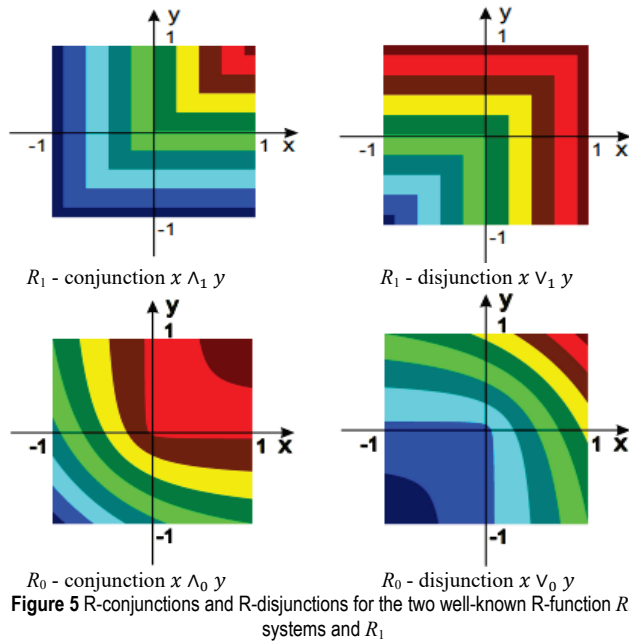 y
1
-1 1 x
-1
R₁ - conjunction x ∧₁ y
y
1
-1 1 x
-1
R₁ - disjunction x ∨₁ y
y
1
-1 1 x
-1
R₀ - conjunction x ∧₀ y
y
1
-1 1 x
-1
R₀ - disjunction x ∨₀ y
Figure 5 R-conjunctions and R-disjunctions for the two well-known R-function R
systems and R₁